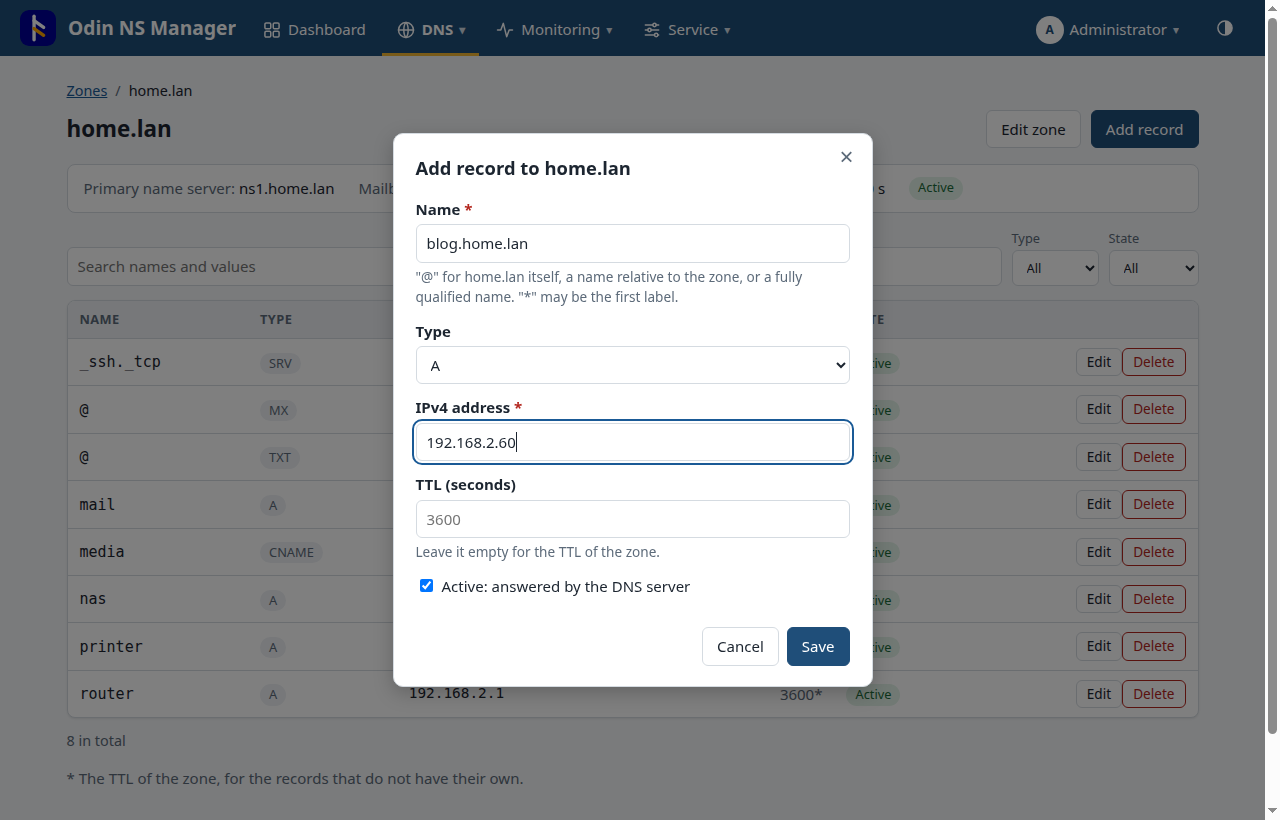 Odin NS Manager
Dashboard
DNS ▾
Monitoring ▾
Service ▾
A
Administrator ▾
Zones / home.lan
home.lan
Edit zone
Add record
Primary name server: ns1.home.lan
s
Active
Search names and values
Type
All
State
All
NAME
TYPE
_ssh._tcp
SRV
Edit
Delete
@
MX
Edit
Delete
@
TXT
Edit
Delete
mail
A
Edit
Delete
media
CNAME
Edit
Delete
nas
A
Edit
Delete
printer
A
Edit
Delete
router
A
192.168.2.1
3600*
Active
Edit
Delete
8 in total
* The TTL of the zone, for the records that do not have their own.
Add record to home.lan
✕
Name *
blog.home.lan
"@" for home.lan itself, a name relative to the zone, or a fully
qualified name. "*" may be the first label.
Type
A
IPv4 address *
192.168.2.60
TTL (seconds)
3600
Leave it empty for the TTL of the zone.
Active: answered by the DNS server
Cancel
Save